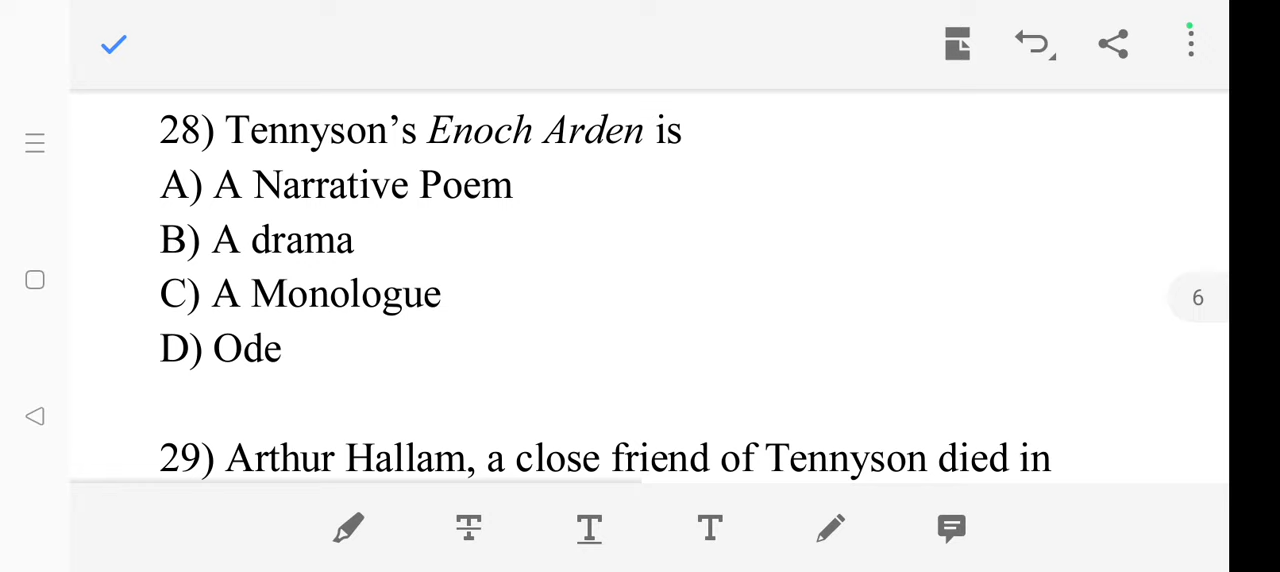 28) Tennyson’s Enoch Arden is
A) A Narrative Poem
B) A drama
C) A Monologue
D) Ode
6
29) Arthur Hallam, a close friend of Tennyson died in